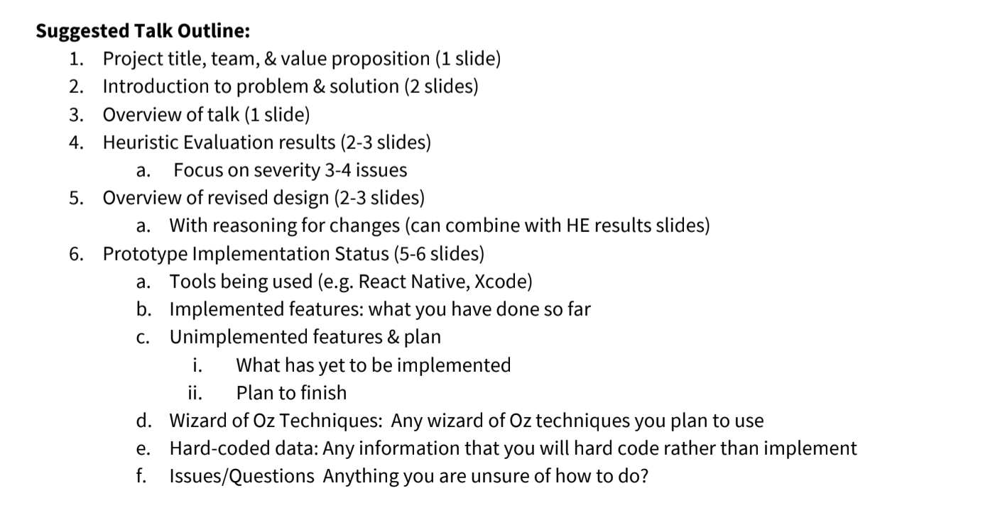 Suggested Talk Outline:
1. Project title, team, & value proposition (1 slide)
2. Introduction to problem & solution (2 slides)
3. Overview of talk (1 slide)
4. Heuristic Evaluation results (2-3 slides)
a. Focus on severity 3-4 issues
5. Overview of revised design (2-3 slides)
a. With reasoning for changes (can combine with HE results slides)
6. Prototype Implementation Status (5-6 slides)
a. Tools being used (e.g. React Native, Xcode)
b. Implemented features: what you have done so far
c. Unimplemented features & plan
i. What has yet to be implemented
ii. Plan to finish
d. Wizard of Oz Techniques:  Any wizard of Oz techniques you plan to use
e. Hard-coded data: Any information that you will hard code rather than implement
f. Issues/Questions  Anything you are unsure of how to do?